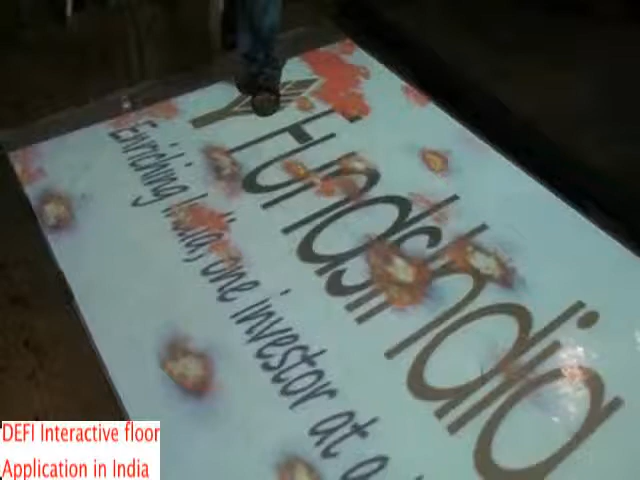 FundsIndia
Enriching India, one investor at a
DEFI Interactive floor
Application in India